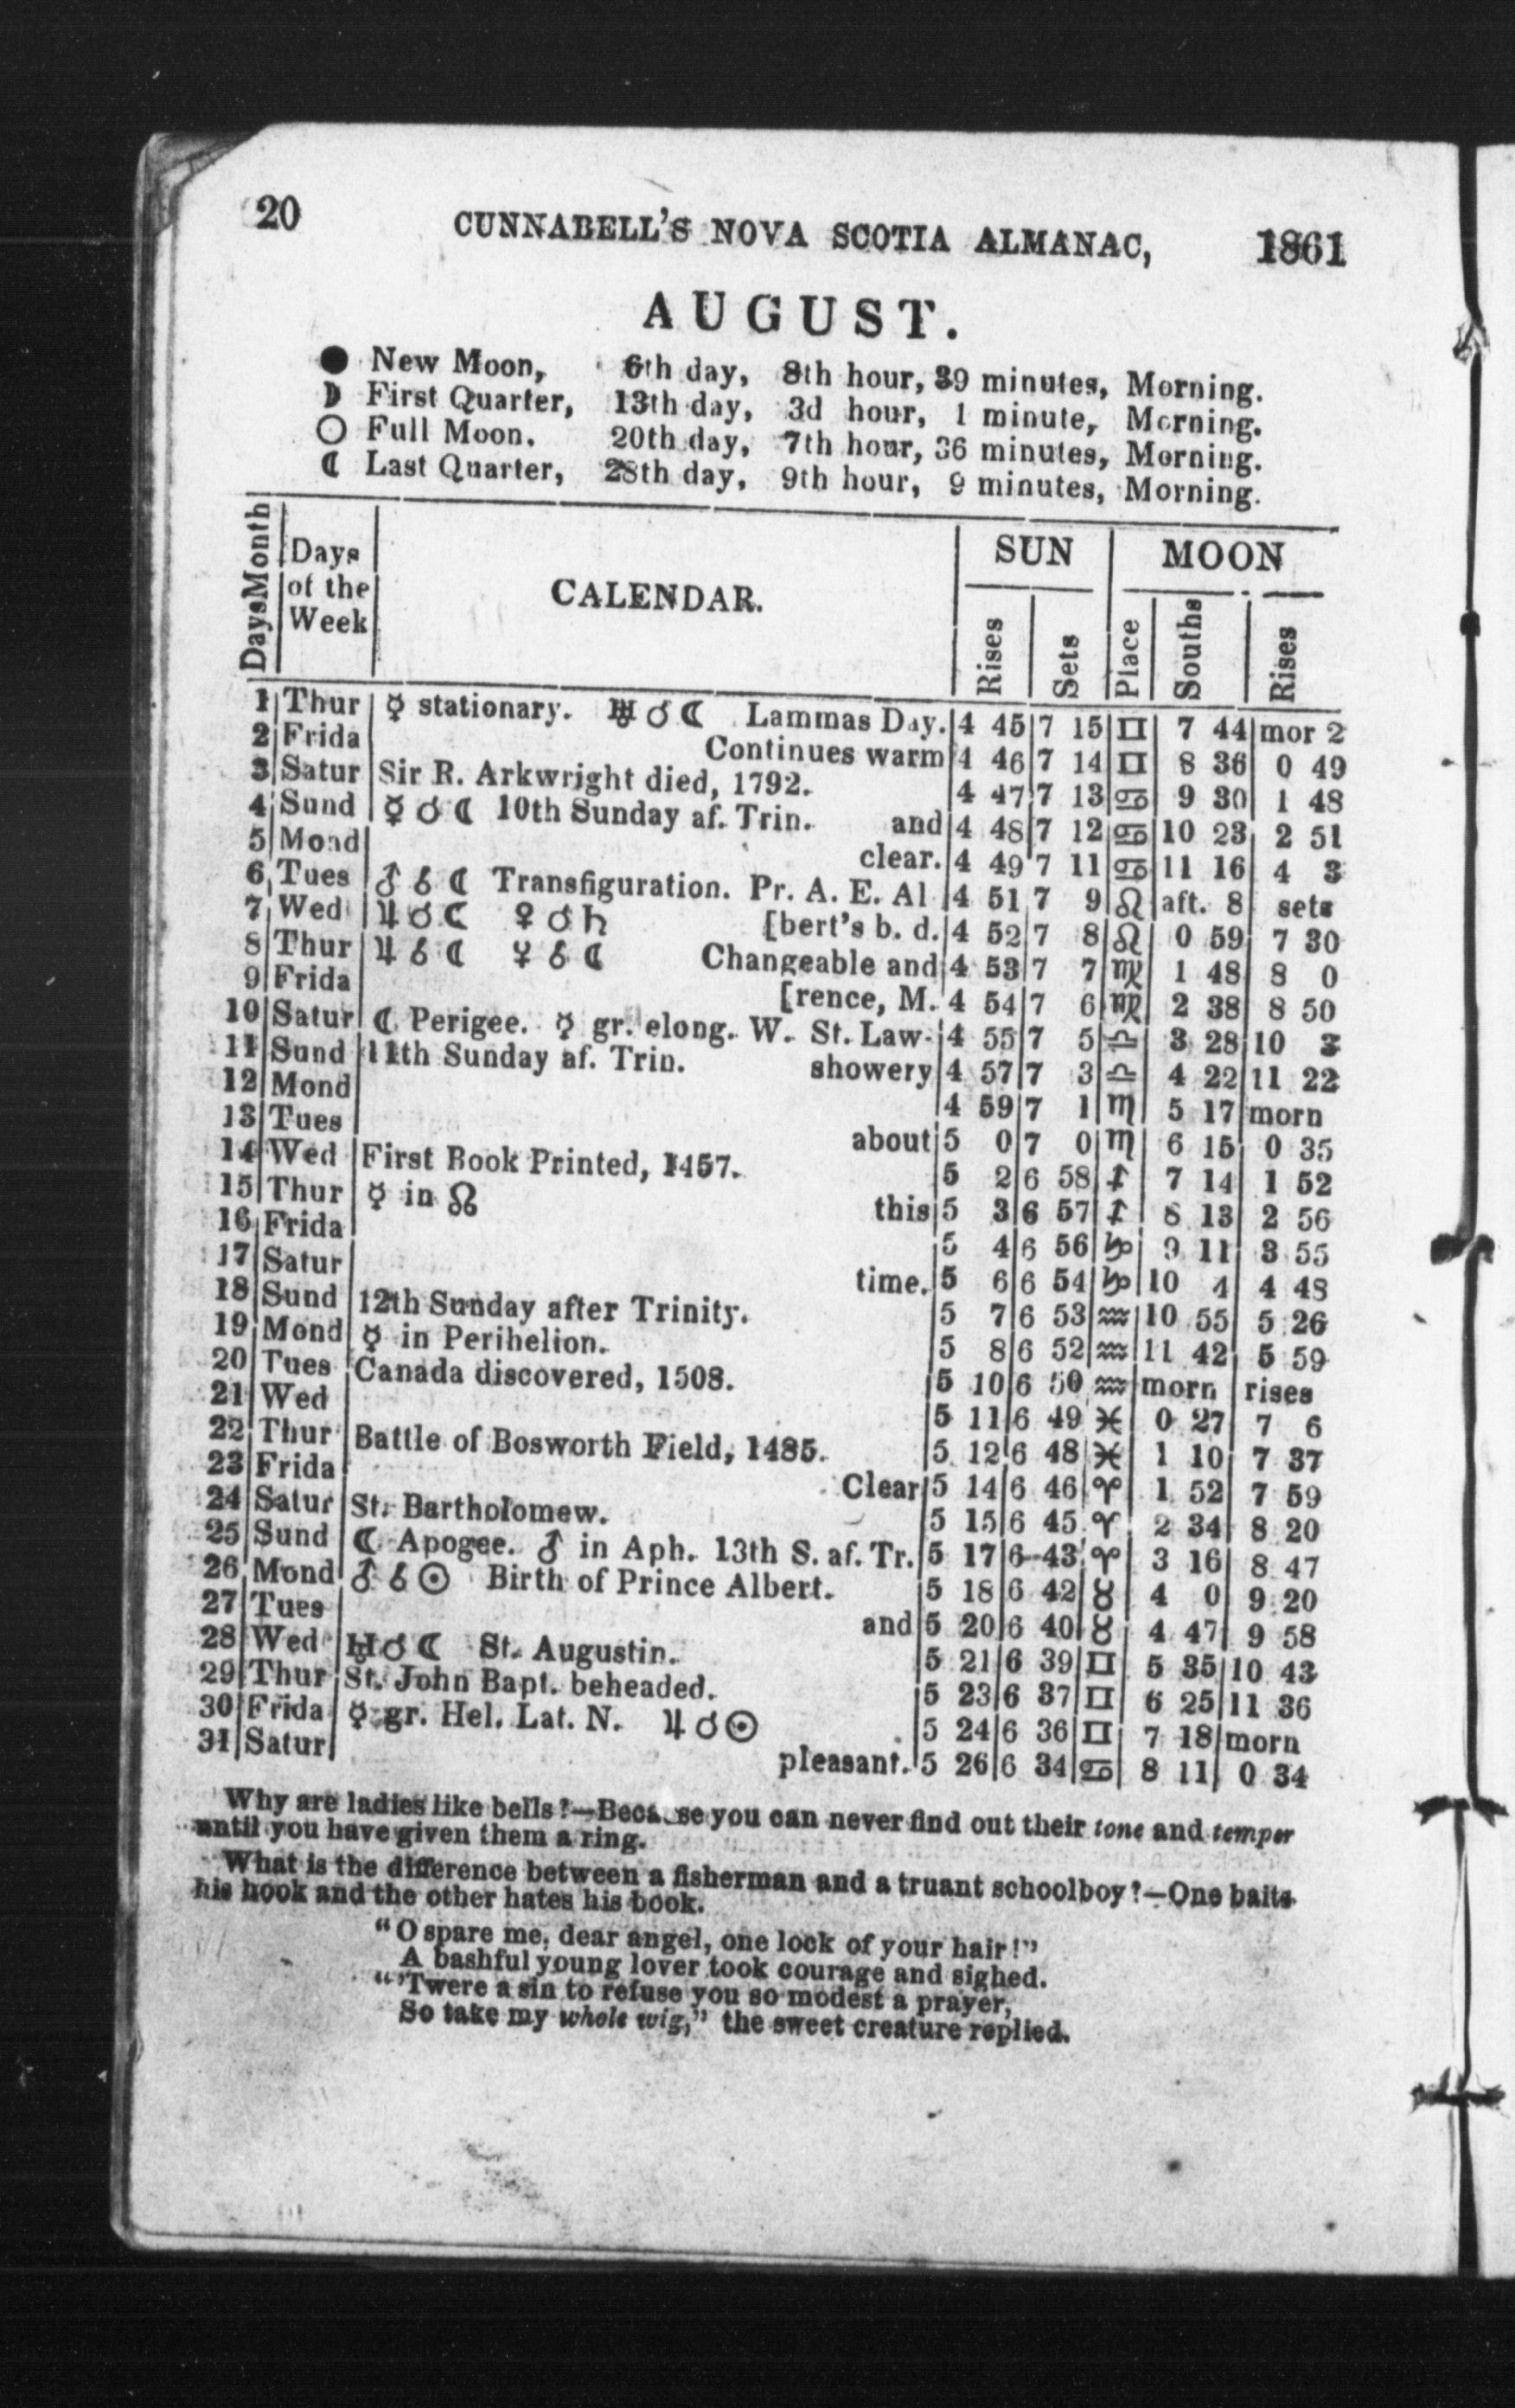 20 CUNNABELL'S NOVA SCOTIA ALMANAC, 1861
AUGUST.
● New Moon, 6th day, 8th hour, 39 minutes, Morning.
☽ First Quarter, 13th day, 3d hour, 1 minute, Morning.
○ Full Moon. 20th day, 7th hour, 36 minutes, Morning.
☾ Last Quarter, 28th day, 9th hour, 9 minutes, Morning.
DaysMonth Days of the Week CALENDAR. SUN MOON
Rises Sets Place Souths Rises
1 Thur ☿ stationary. ♅ ☌ ☾ Lammas Day. 4 45 7 15 ♊ 7 44 mor 2
2 Frida Continues warm 4 46 7 14 ♊ 8 36 0 49
3 Satur Sir R. Arkwright died, 1792. 4 47 7 13 ♋ 9 30 1 48
4 Sund ☿ ☌ ☾ 10th Sunday af. Trin. and 4 48 7 12 ♋ 10 23 2 51
5 Mond clear. 4 49 7 11 ♋ 11 16 4 3
6 Tues ♂ ☌ ☾ Transfiguration. Pr. A. E. Al 4 51 7 9 ♌ aft. 8 sets
7 Wed ♃ ☌ ☾ ♀ ☌ ♄ [bert's b. d. 4 52 7 8 ♌ 0 59 7 30
8 Thur ♃ ☌ ☾ ☿ ☌ ☾ Changeable and 4 53 7 7 ♍ 1 48 8 0
9 Frida [rence, M. 4 54 7 6 ♍ 2 38 8 50
10 Satur ☾ Perigee. ☿ gr. elong. W. St. Law- 4 55 7 5 ♎ 3 28 10 3
11 Sund 11th Sunday af. Trin. showery 4 57 7 3 ♎ 4 22 11 22
12 Mond 4 59 7 1 ♏ 5 17 morn
13 Tues about 5 0 7 0 ♏ 6 15 0 35
14 Wed First Book Printed, 1457. 5 2 6 58 ♐ 7 14 1 52
15 Thur ☿ in ☊ this 5 3 6 57 ♐ 8 13 2 56
16 Frida 5 4 6 56 ♑ 9 11 3 55
17 Satur time. 5 6 6 54 ♑ 10 4 4 48
18 Sund 12th Sunday after Trinity. 5 7 6 53 ♒ 10 55 5 26
19 Mond ☿ in Perihelion. 5 8 6 52 ♒ 11 42 5 59
20 Tues Canada discovered, 1508. 5 10 6 50 ♒ morn rises
21 Wed 5 11 6 49 ♓ 0 27 7 6
22 Thur Battle of Bosworth Field, 1485. 5 12 6 48 ♓ 1 10 7 37
23 Frida Clear 5 14 6 46 ♈ 1 52 7 59
24 Satur St. Bartholomew. 5 15 6 45 ♈ 2 34 8 20
25 Sund ☾ Apogee. ♂ in Aph. 13th S. af. Tr. 5 17 6 43 ♈ 3 16 8 47
26 Mond ♂ ☌ ☉ Birth of Prince Albert. 5 18 6 42 ♉ 4 0 9 20
27 Tues and 5 20 6 40 ♉ 4 47 9 58
28 Wed ♅ ☌ ☾ St. Augustin. 5 21 6 39 ♊ 5 35 10 43
29 Thur St. John Bapt. beheaded. 5 23 6 37 ♊ 6 25 11 36
30 Frida ☿ gr. Hel. Lat. N. ♃ ☌ ☉ 5 24 6 36 ♊ 7 18 morn
31 Satur pleasant. 5 26 6 34 ♋ 8 11 0 34
Why are ladies like bells?—Because you can never find out their tone and temper
until you have given them a ring.
What is the difference between a fisherman and a truant schoolboy?—One baits
his hook and the other hates his book.
"O spare me, dear angel, one lock of your hair!"
A bashful young lover took courage and sighed.
"'Twere a sin to refuse you so modest a prayer,
So take my whole wig," the sweet creature replied.